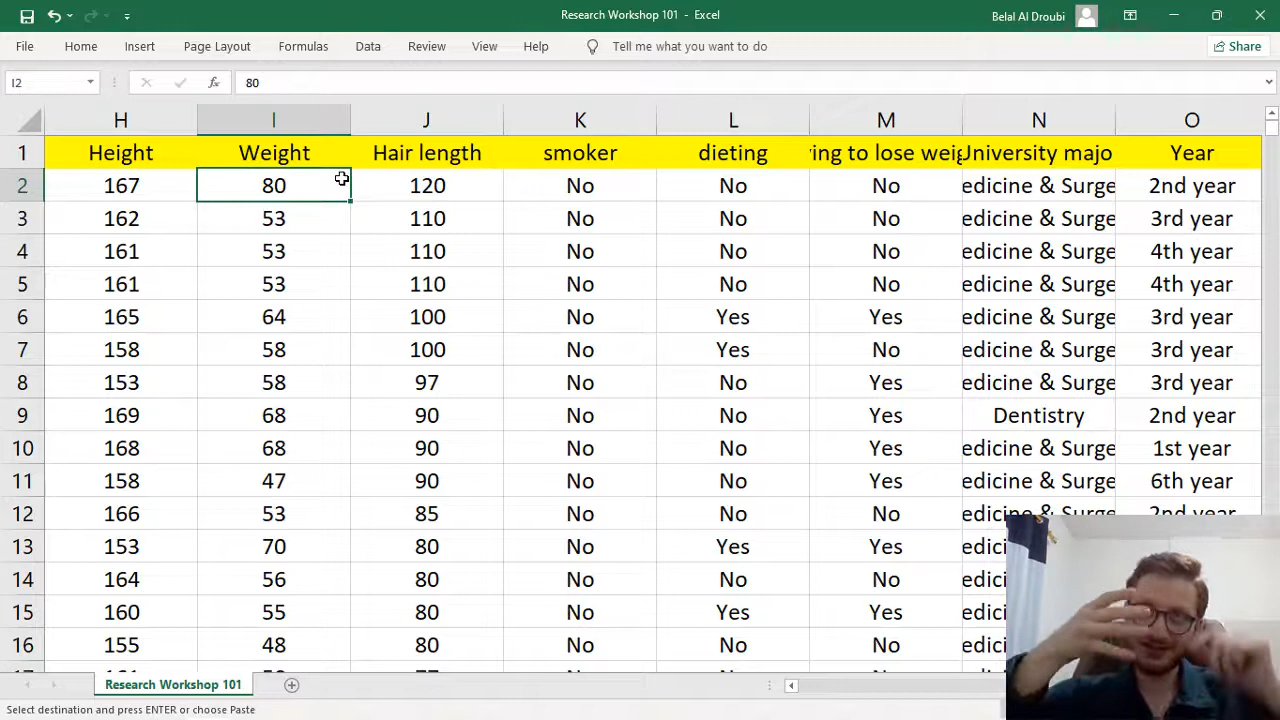 Research Workshop 101 - Excel
Belal Al Droubi
File Home Insert Page Layout Formulas Data Review View Help Tell me what you want to do Share
I2 fx 80
H I J K L M N O
1 Height Weight Hair length smoker dieting ying to lose weig University majo Year
2 167 80 120 No No No edicine & Surge 2nd year
3 162 53 110 No No No edicine & Surge 3rd year
4 161 53 110 No No No edicine & Surge 4th year
5 161 53 110 No No No edicine & Surge 4th year
6 165 64 100 No Yes Yes edicine & Surge 3rd year
7 158 58 100 No Yes No edicine & Surge 3rd year
8 153 58 97 No No Yes edicine & Surge 3rd year
9 169 68 90 No No Yes Dentistry 2nd year
10 168 68 90 No No Yes edicine & Surge 1st year
11 158 47 90 No No Yes edicine & Surge 6th year
12 166 53 85 No No No edicine & Surge 2nd year
13 153 70 80 No Yes Yes edici
14 164 56 80 No No No edici
15 160 55 80 No Yes Yes edici
16 155 48 80 No No No edici
Research Workshop 101
Select destination and press ENTER or choose Paste